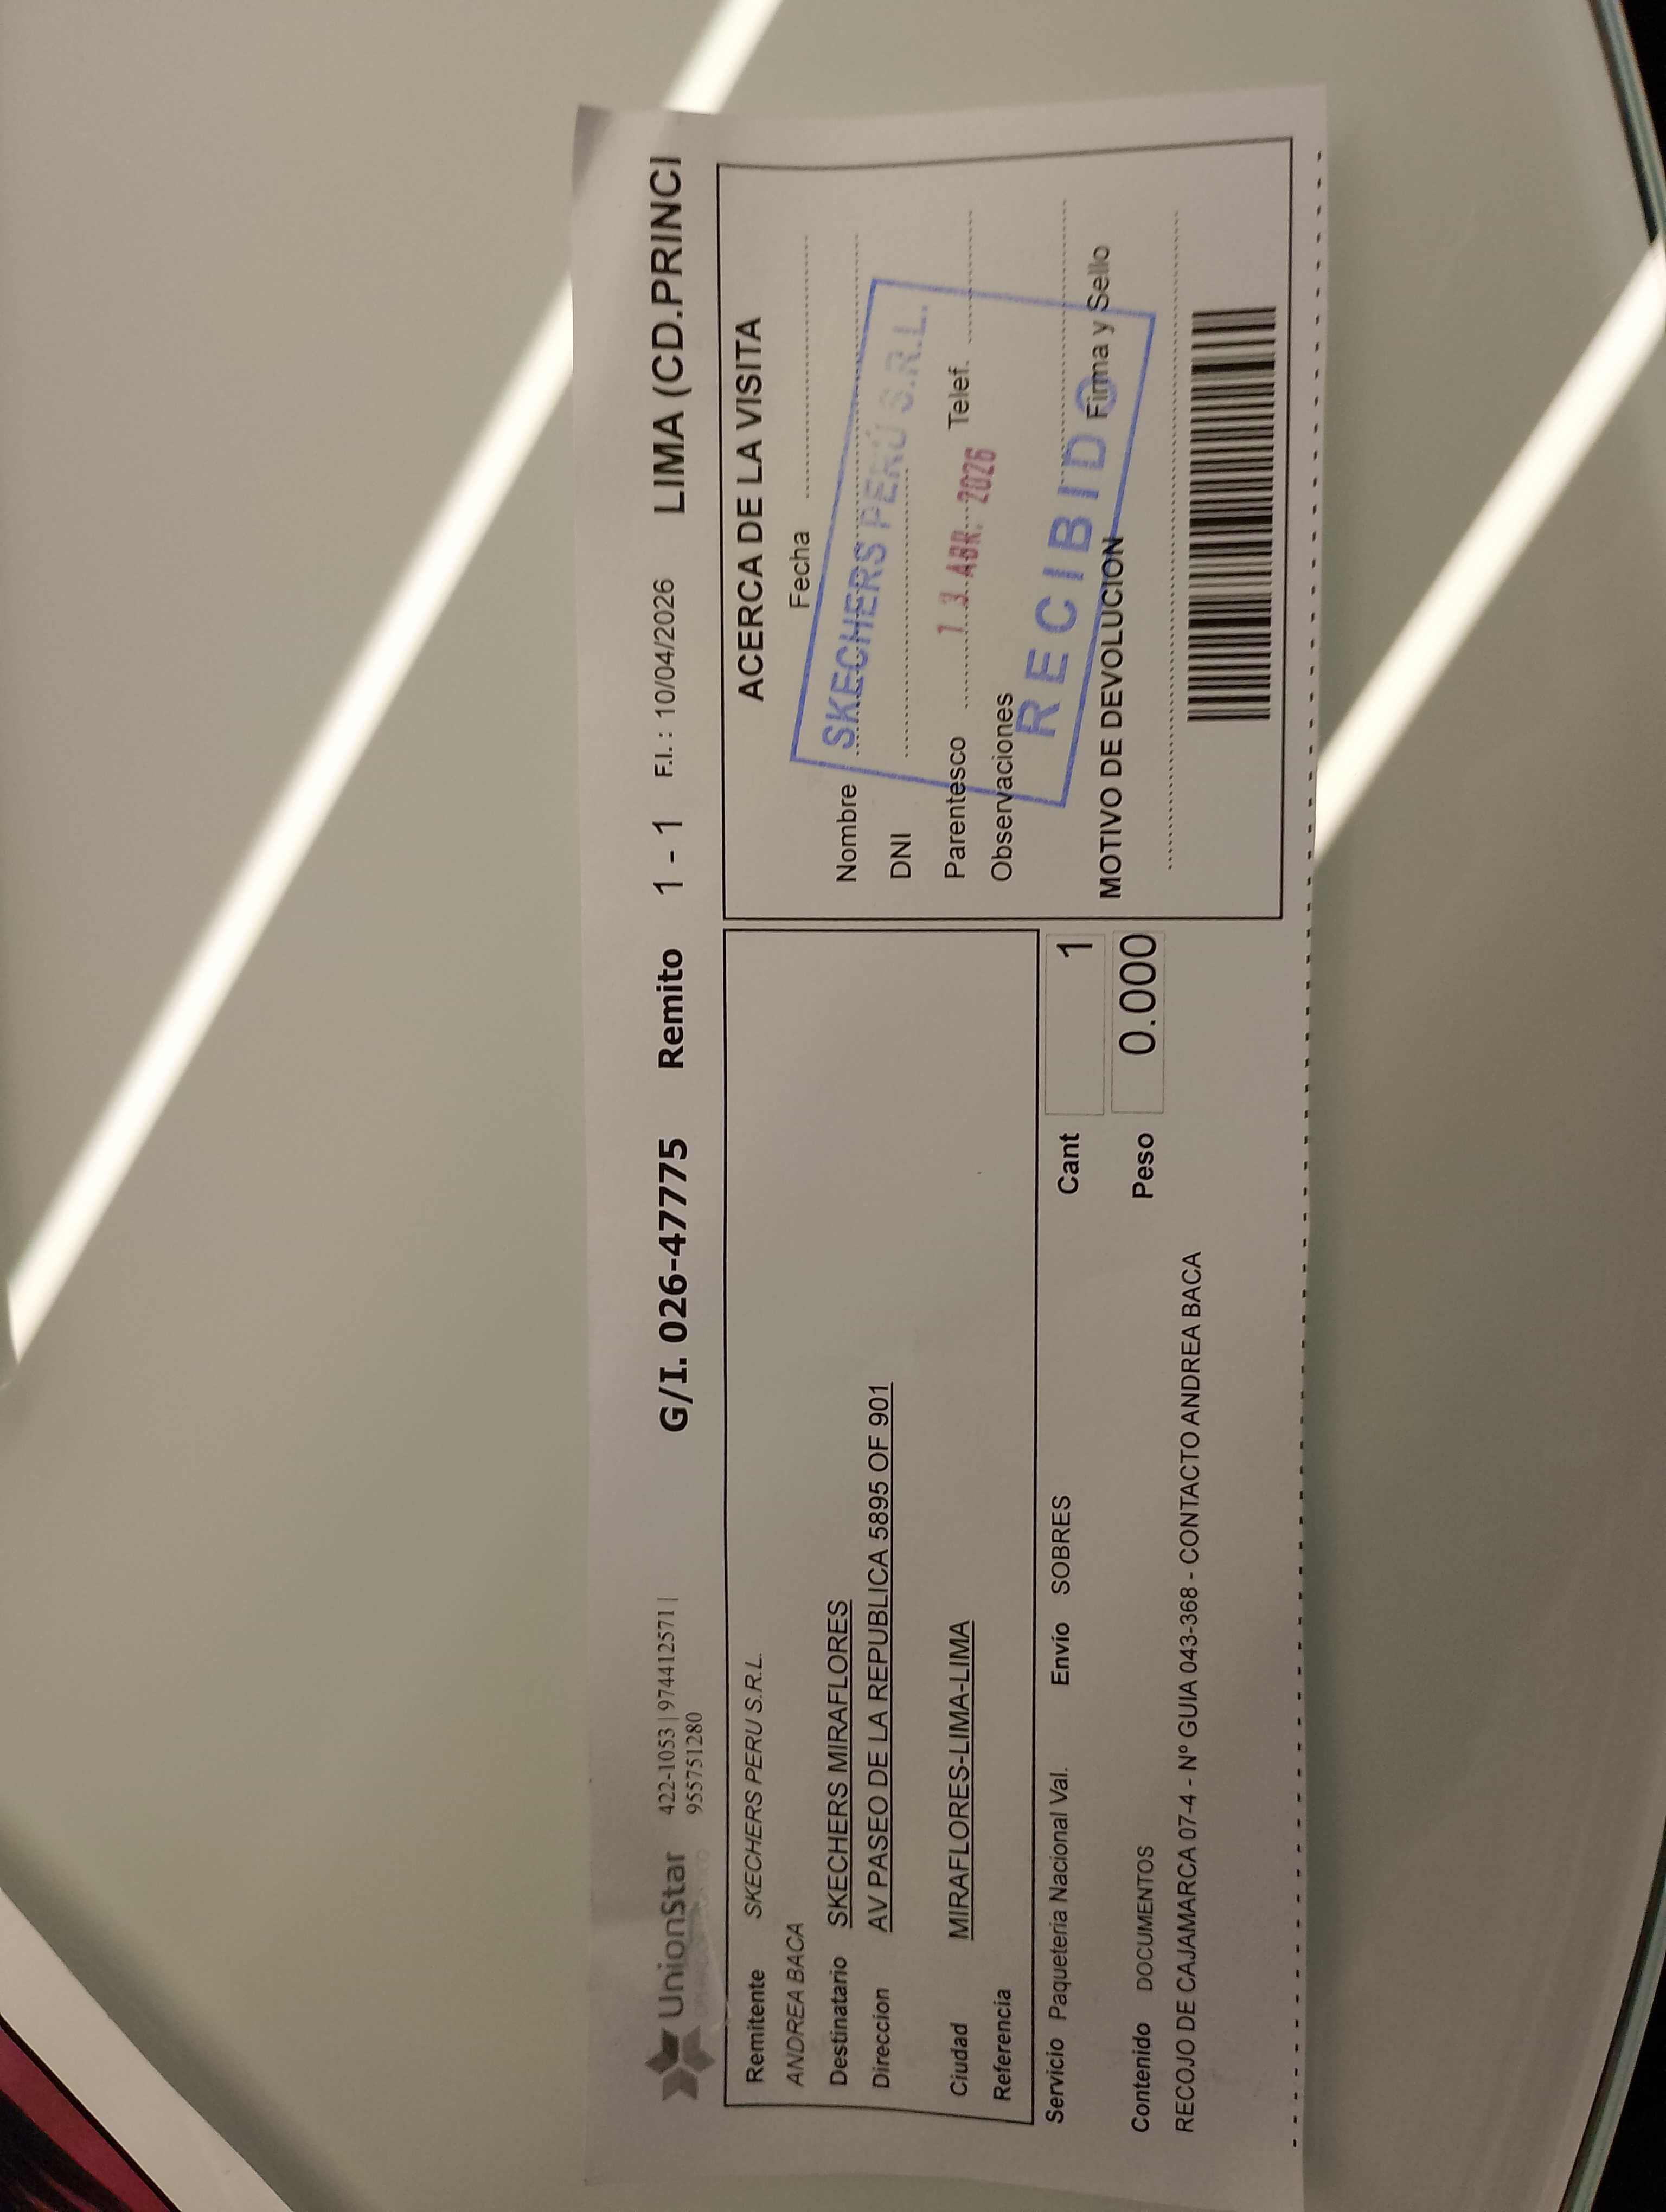 UnionStar 422-1053 | 974412571 | G/I. 026-47775 Remito 1 - 1 F.I.: 10/04/2026 LIMA (CD.PRINCI
955751280
Remitente SKECHERS PERU S.R.L.
ANDREA BACA
Destinatario SKECHERS MIRAFLORES
Direccion AV PASEO DE LA REPUBLICA 5895 OF 901
Ciudad MIRAFLORES-LIMA-LIMA
Referencia
Servicio Paqueteria Nacional Val. Envío SOBRES Cant 1
Contenido DOCUMENTOS Peso 0.000
RECOJO DE CAJAMARCA 07-4 - Nº GUIA 043-368 - CONTACTO ANDREA BACA
ACERCA DE LA VISITA
Fecha
Nombre
DNI
Parentesco Telef.
Observaciones
Firma y Sello
MOTIVO DE DEVOLUCION
SKECHERS PERÚ S.R.L.
13 ABR. 2026
RECIBIDO